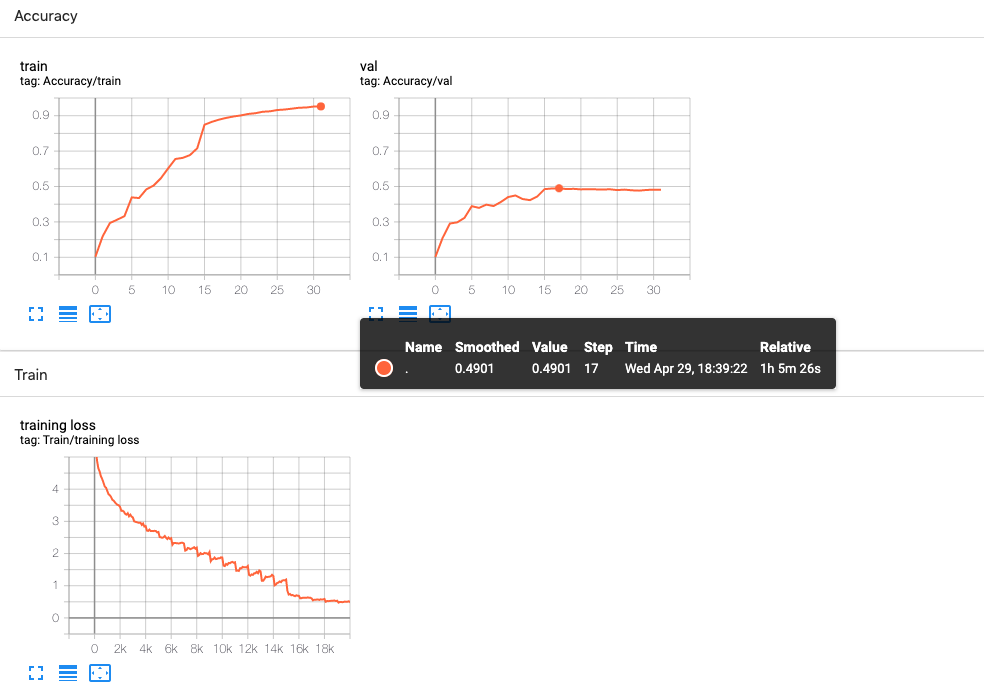 Accuracy
train
tag: Accuracy/train
val
tag: Accuracy/val
0.9
0.7
0.5
0.3
0.1
0 5 10 15 20 25 30
0.9
0.7
0.5
0.3
0.1
0 5 10 15 20 25 30
Name Smoothed Value Step Time Relative
. 0.4901 0.4901 17 Wed Apr 29, 18:39:22 1h 5m 26s
Train
training loss
tag: Train/training loss
4
3
2
1
0
0 2k 4k 6k 8k 10k 12k 14k 16k 18k